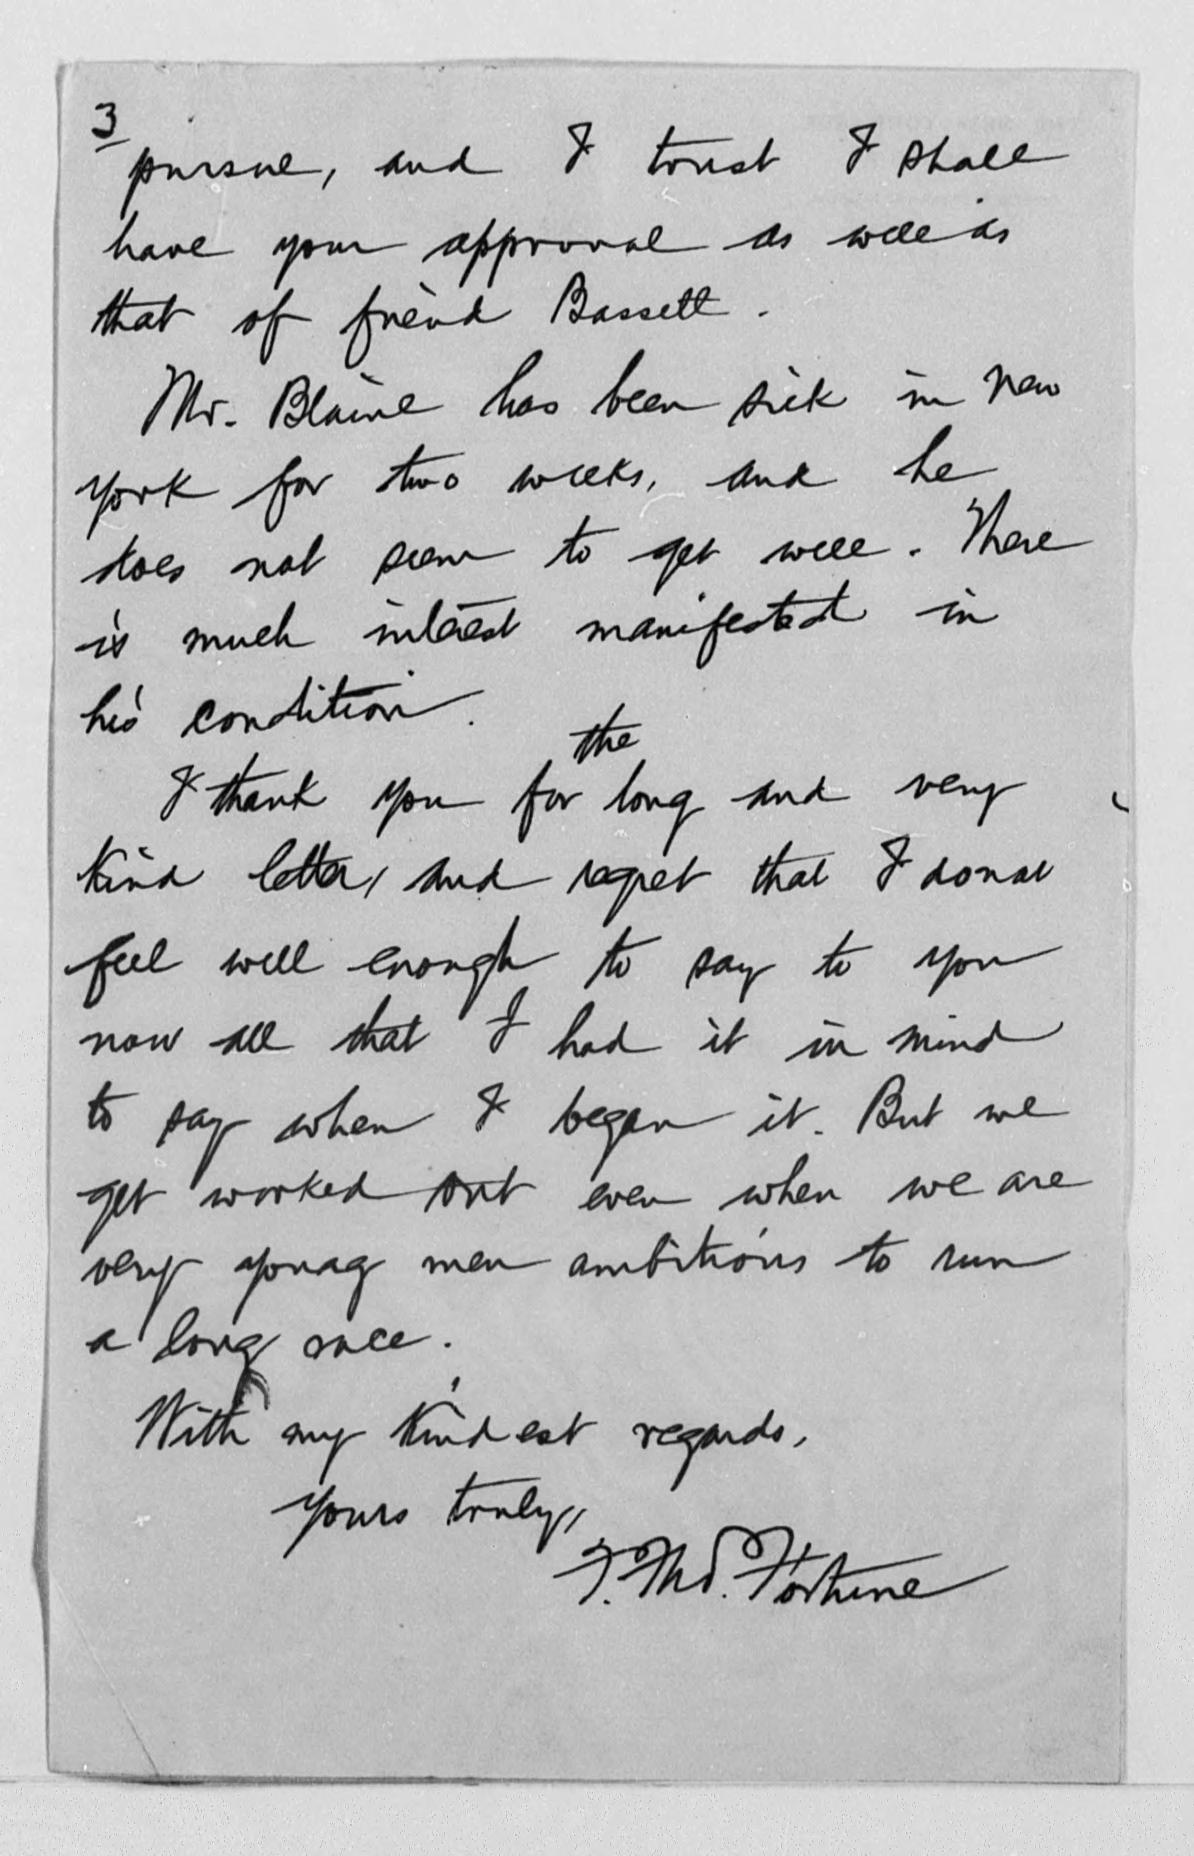 3
pursue, and I trust I shall
have your approval as well as
that of friend Bassett.
Mr. Blaine has been sick in New
York for two weeks, and he
does not seem to get well. There
is much interest manifested in
his condition.
the
I thank you for long and very
kind letter, and regret that I do not
feel well enough to say to you
now all that I had it in mind
to say when I began it. But we
get worked out even when we are
very young men ambitious to run
a long race.
With my kindest regards,
Yours truly,
T. Tho. Fortune